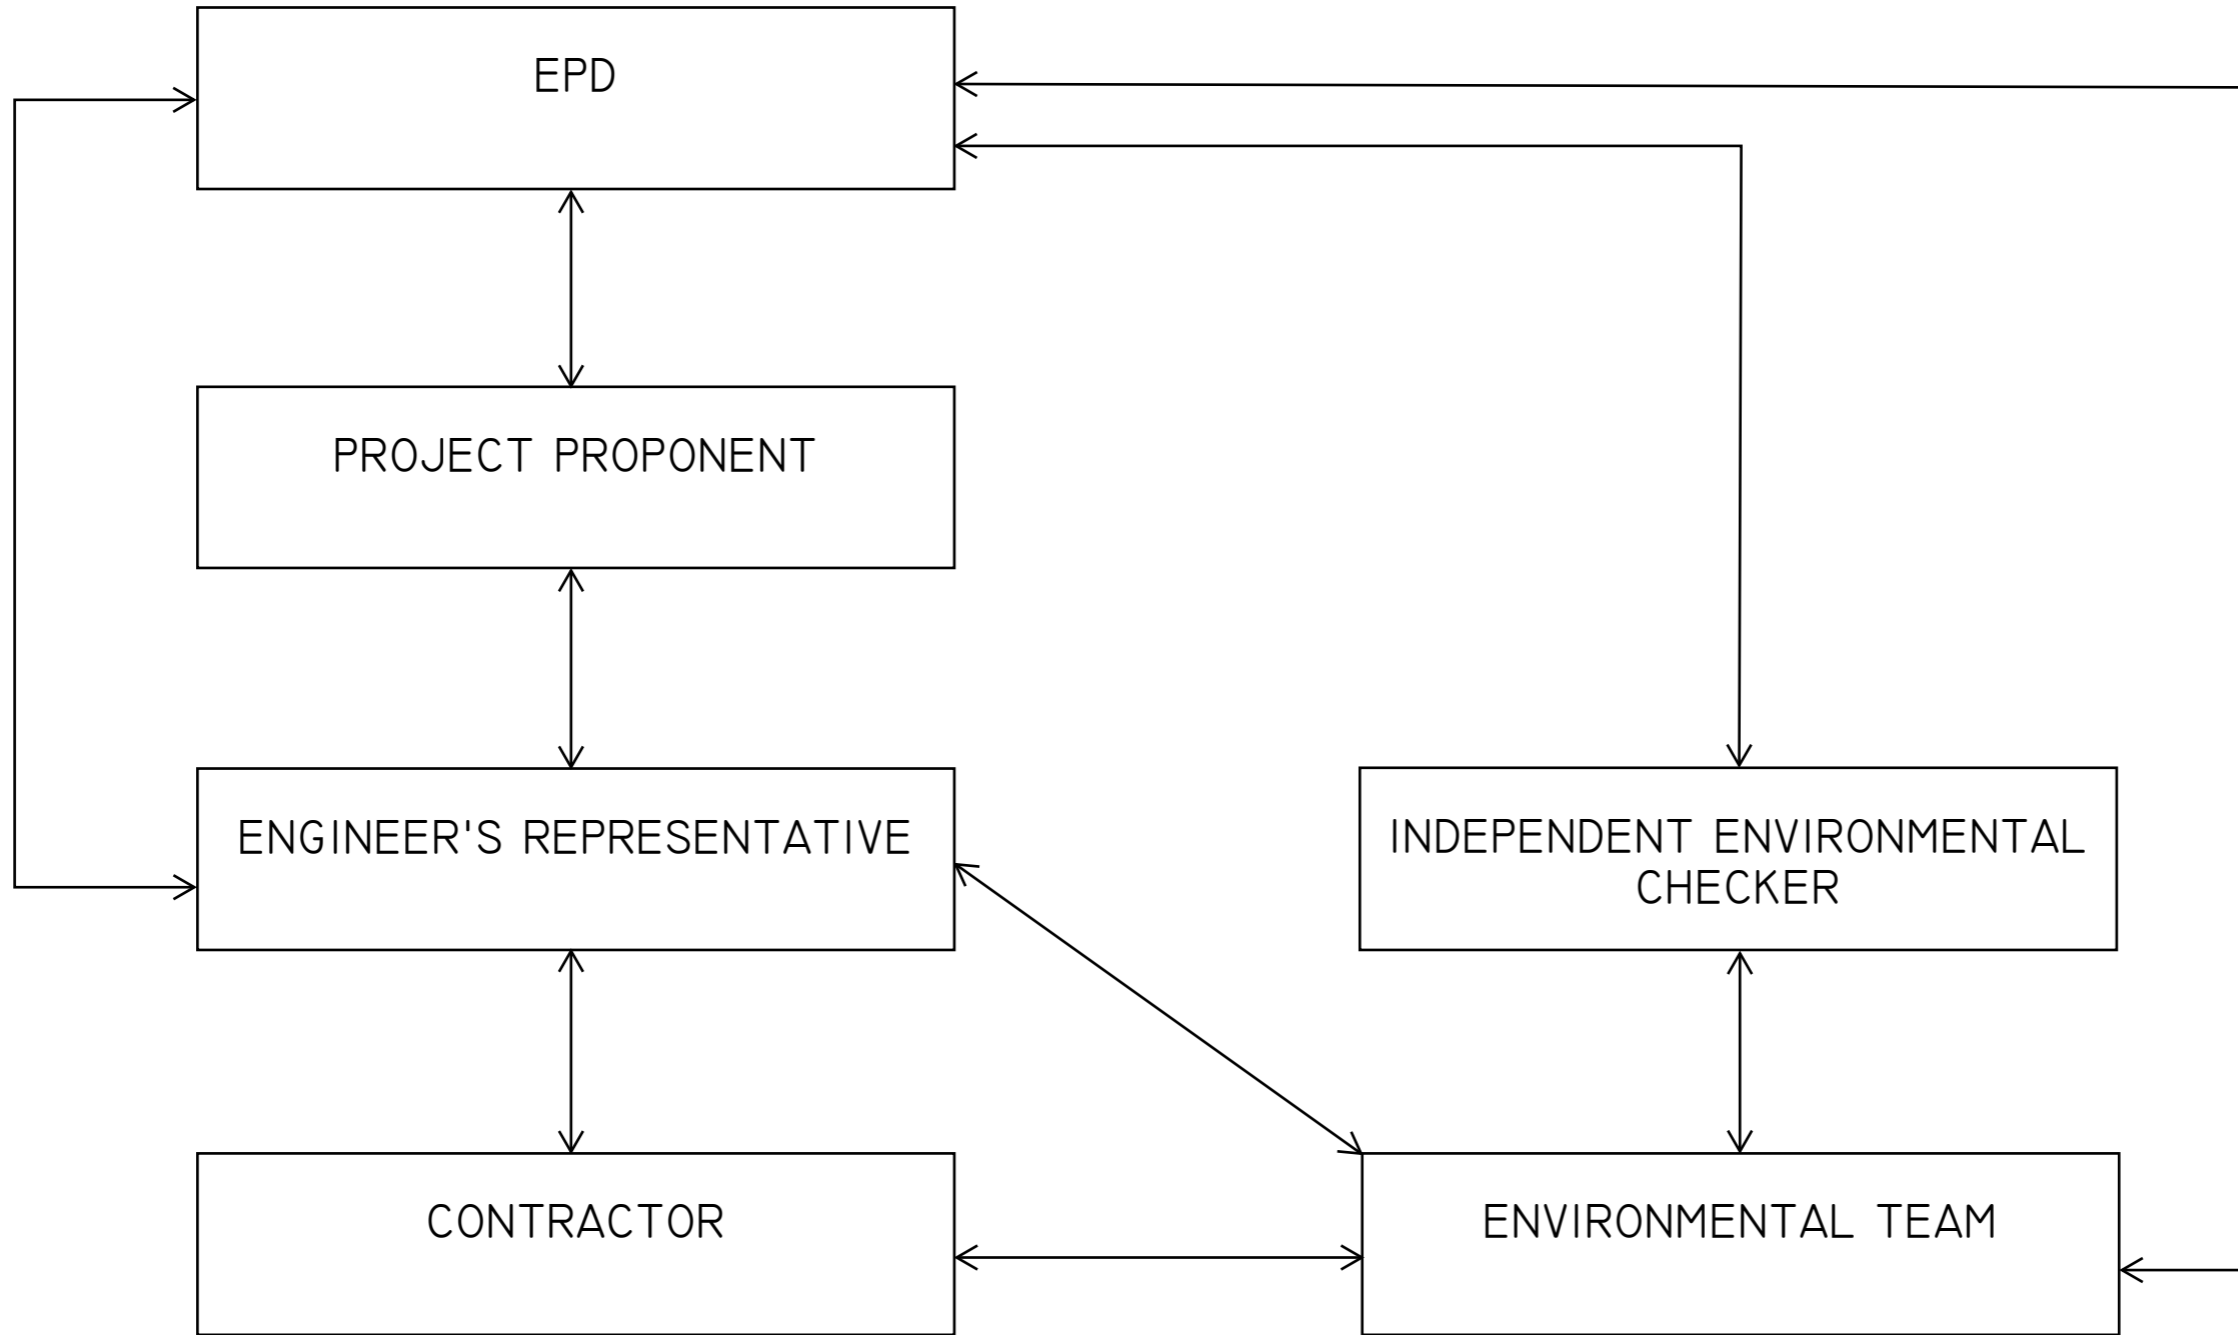 EPD
PROJECT PROPONENT
ENGINEER'S REPRESENTATIVE
INDEPENDENT ENVIRONMENTAL
CHECKER
CONTRACTOR
ENVIRONMENTAL TEAM